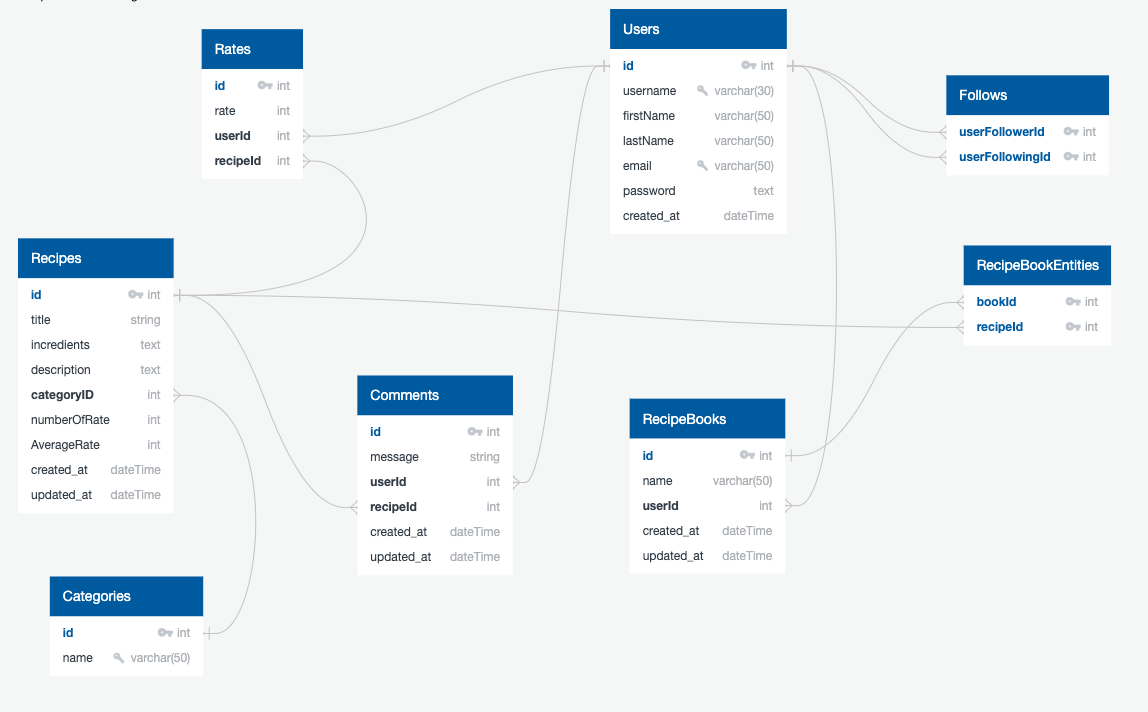 Rates
id int
rate int
userId int
recipeId int
Users
id int
username varchar(30)
firstName varchar(50)
lastName varchar(50)
email varchar(50)
password text
created_at dateTime
Follows
userFollowerId int
userFollowingId int
Recipes
id int
title string
incredients text
description text
categoryID int
numberOfRate int
AverageRate int
created_at dateTime
updated_at dateTime
RecipeBookEntities
bookId int
recipeId int
Comments
id int
message string
userId int
recipeId int
created_at dateTime
updated_at dateTime
RecipeBooks
id int
name varchar(50)
userId int
created_at dateTime
updated_at dateTime
Categories
id int
name varchar(50)